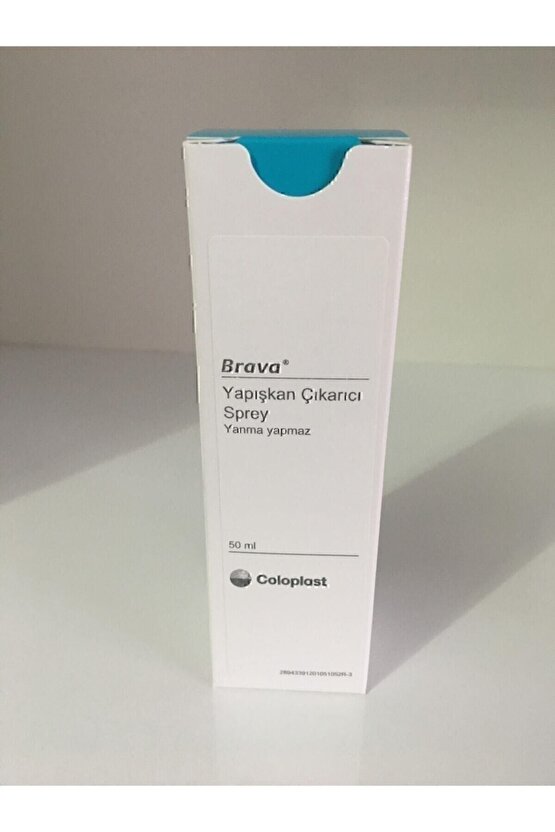 Brava®
Yapışkan Çıkarıcı
Sprey
Yanma yapmaz
50 ml
Coloplast